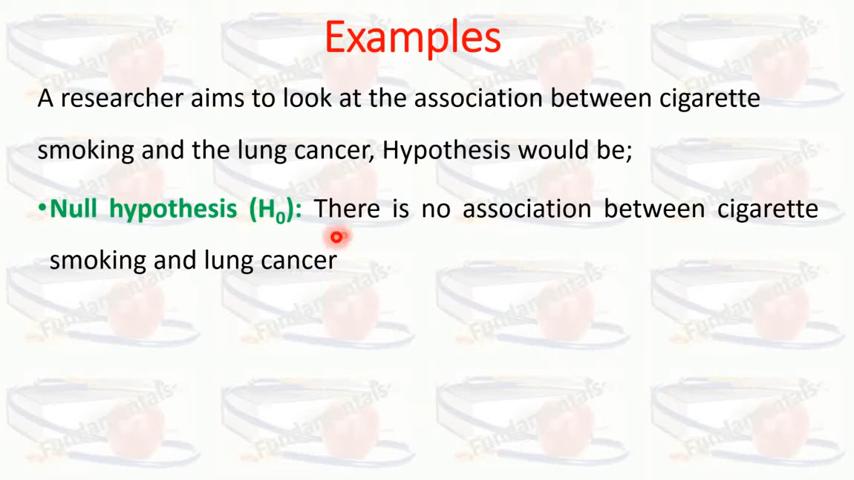 Examples
A researcher aims to look at the association between cigarette
smoking and the lung cancer, Hypothesis would be;
•Null hypothesis (H₀): There is no association between cigarette
smoking and lung cancer